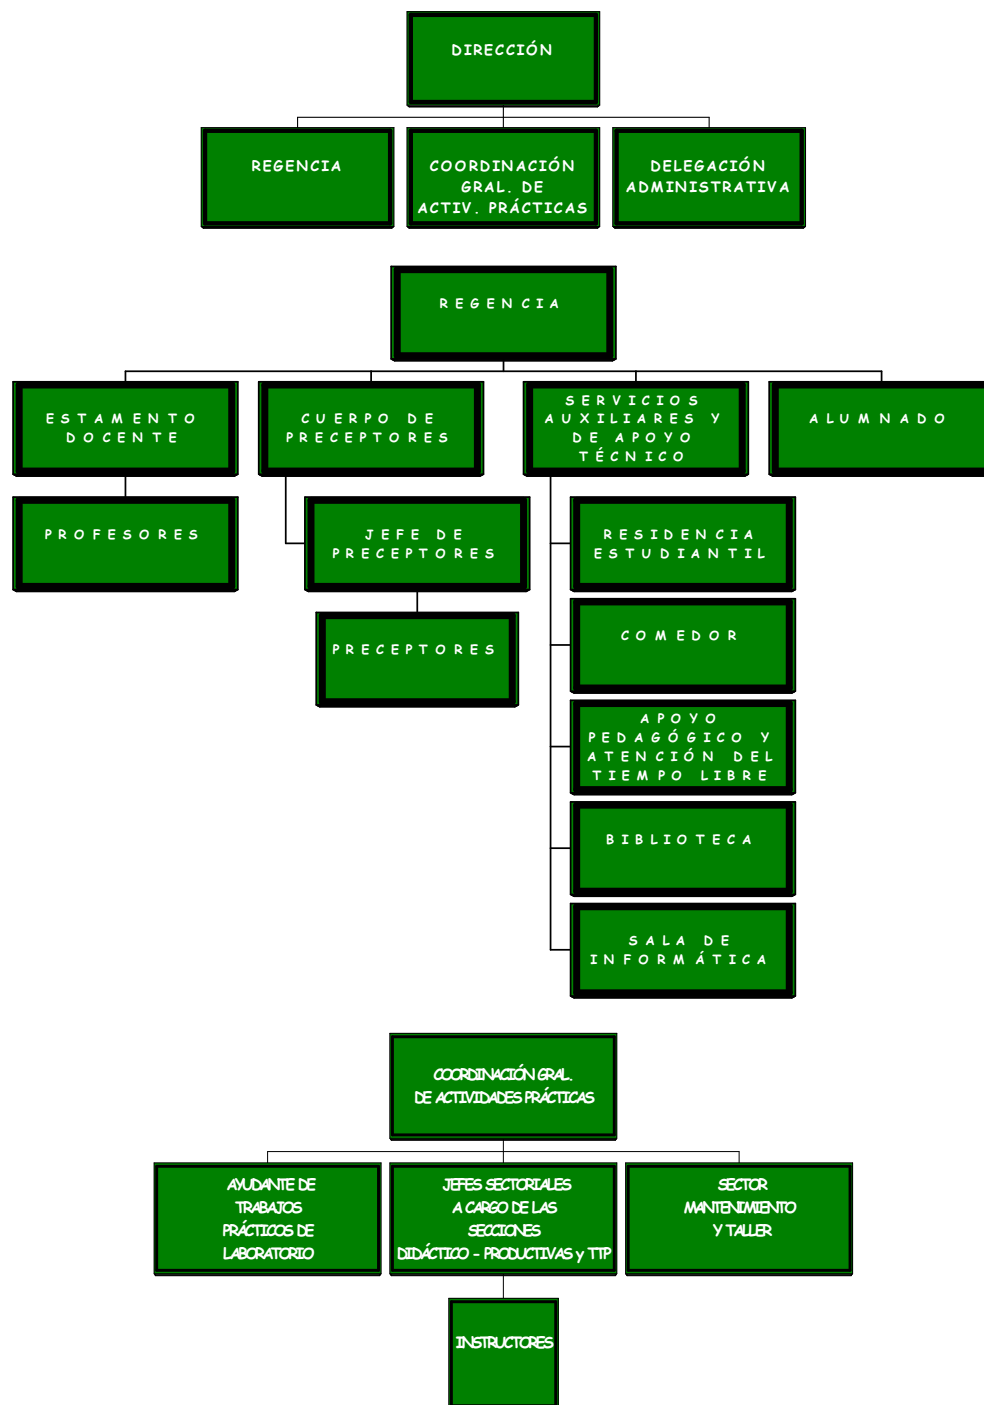 DIRECCIÓN
REGENCIA
COORDINACIÓN
GRAL. DE
ACTIV. PRÁCTICAS
DELEGACIÓN
ADMINISTRATIVA
REGENCIA
ESTAMENTO
DOCENTE
CUERPO DE
PRECEPTORES
SERVICIOS
AUXILIARES Y
DE APOYO
TÉCNICO
ALUMNADO
PROFESORES
JEFE DE
PRECEPTORES
PRECEPTORES
RESIDENCIA
ESTUDIANTIL
COMEDOR
APOYO
PEDAGÓGICO Y
ATENCIÓN DEL
TIEMPO LIBRE
BIBLIOTECA
SALA DE
INFORMÁTICA
COORDINACIÓN GRAL.
DE ACTIVIDADES PRÁCTICAS
AYUDANTE DE
TRABAJOS
PRÁCTICOS DE
LABORATORIO
JEFES SECTORIALES
A CARGO DE LAS
SECCIONES
DIDÁCTICO - PRODUCTIVAS y TTP
SECTOR
MANTENIMIENTO
Y TALLER
INSTRUCTORES